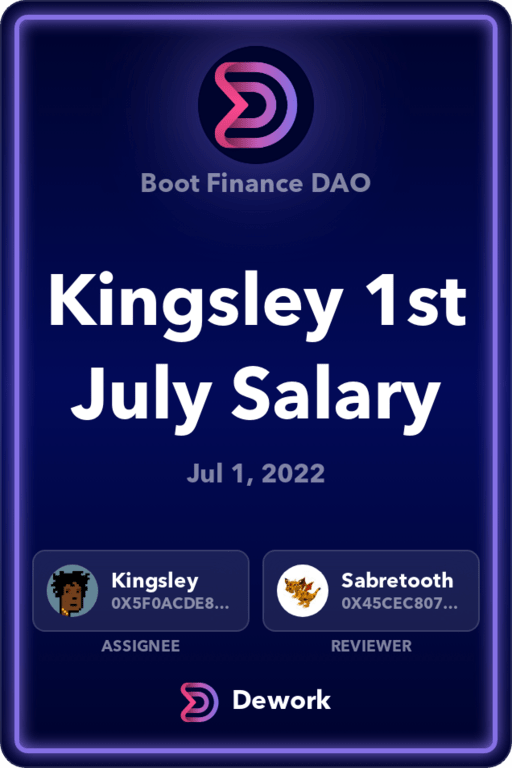 Boot Finance DAO
Kingsley 1st
July Salary
Jul 1, 2022
Kingsley
0X5F0ACDE8...
Sabretooth
0X45CEC807...
ASSIGNEE
REVIEWER
Dework